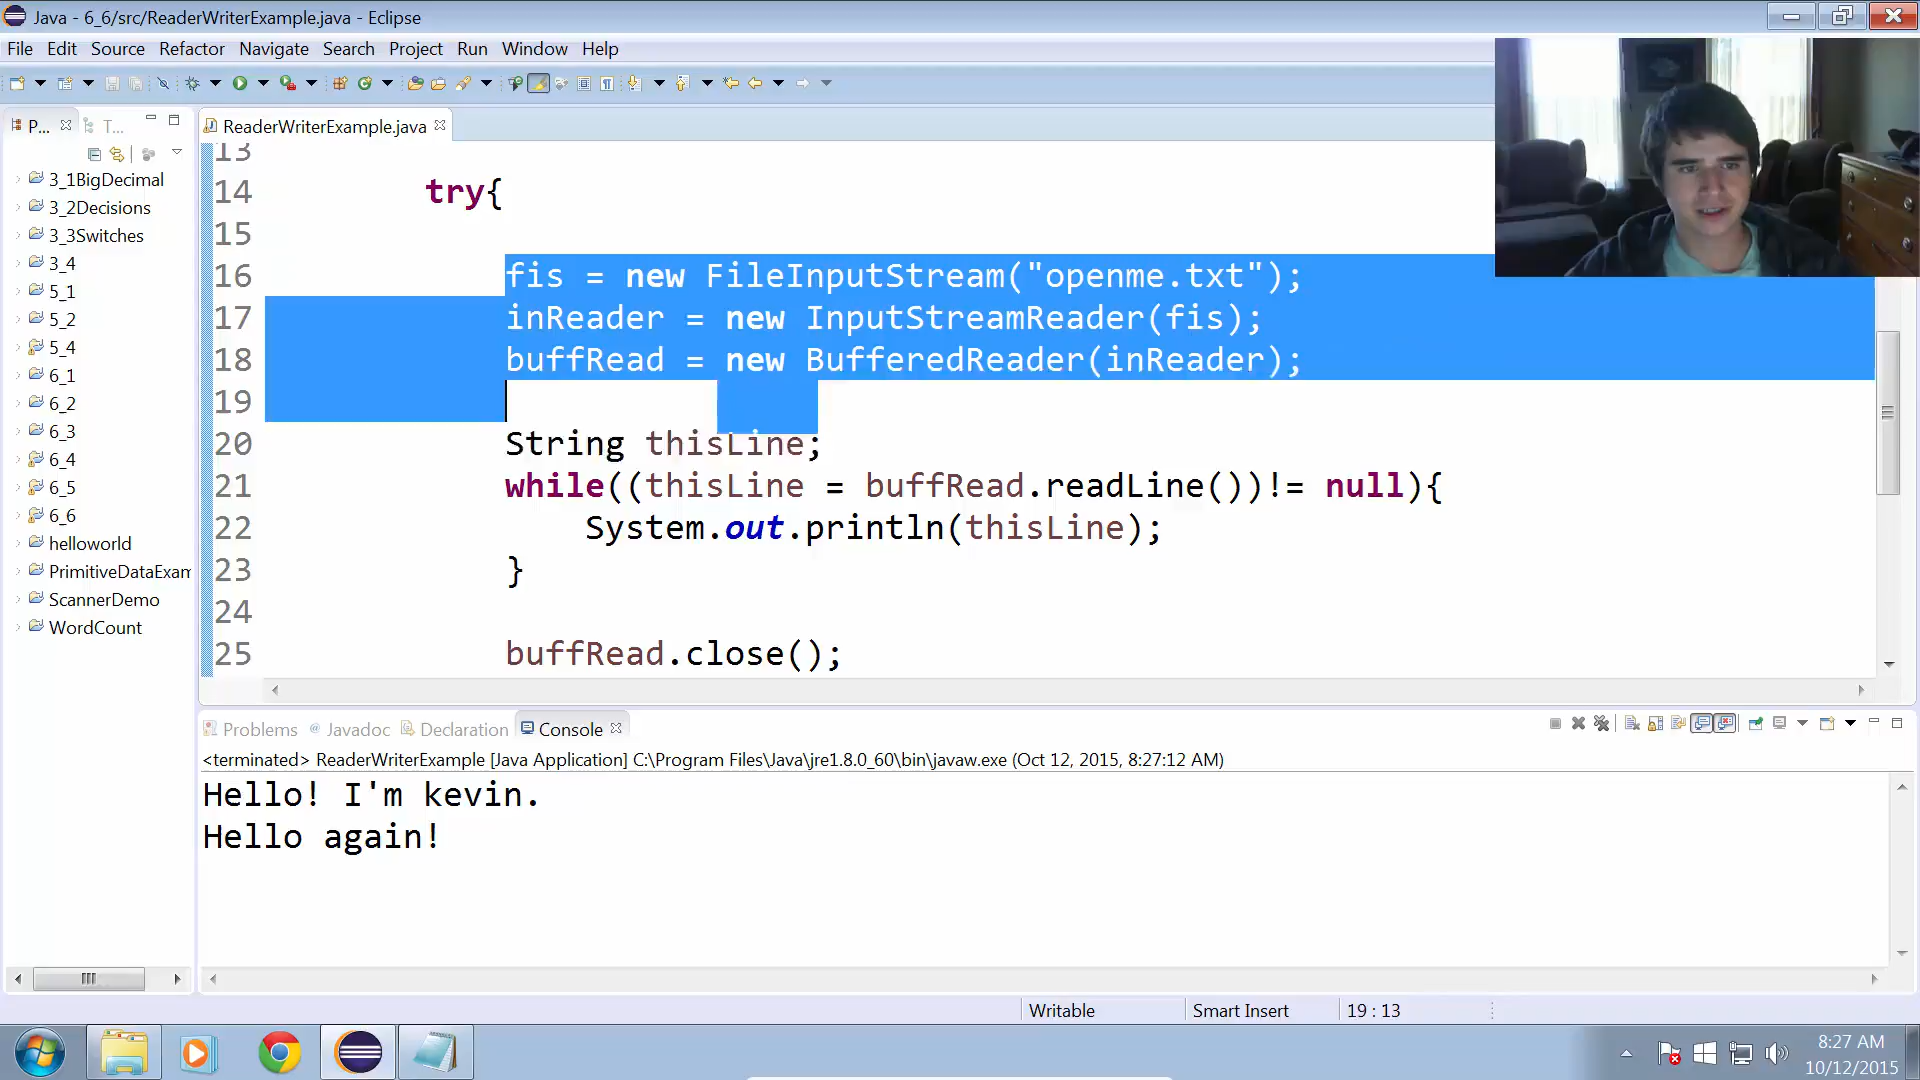 Java - 6_6/src/ReaderWriterExample.java - Eclipse
File Edit Source Refactor Navigate Search Project Run Window Help
P... T...
ReaderWriterExample.java
3_1BigDecimal
3_2Decisions
3_3Switches
3_4
5_1
5_2
5_4
6_1
6_2
6_3
6_4
6_5
6_6
helloworld
PrimitiveDataExam
ScannerDemo
WordCount
13
14 try{
15
16 fis = new FileInputStream("openme.txt");
17 inReader = new InputStreamReader(fis);
18 buffRead = new BufferedReader(inReader);
19
20 String thisLine;
21 while((thisLine = buffRead.readLine())!= null){
22 System.out.println(thisLine);
23 }
24
25 buffRead.close();
Problems @ Javadoc Declaration Console
<terminated> ReaderWriterExample [Java Application] C:\Program Files\Java\jre1.8.0_60\bin\javaw.exe (Oct 12, 2015, 8:27:12 AM)
Hello! I'm kevin.
Hello again!
Writable Smart Insert 19 : 13
8:27 AM
10/12/2015